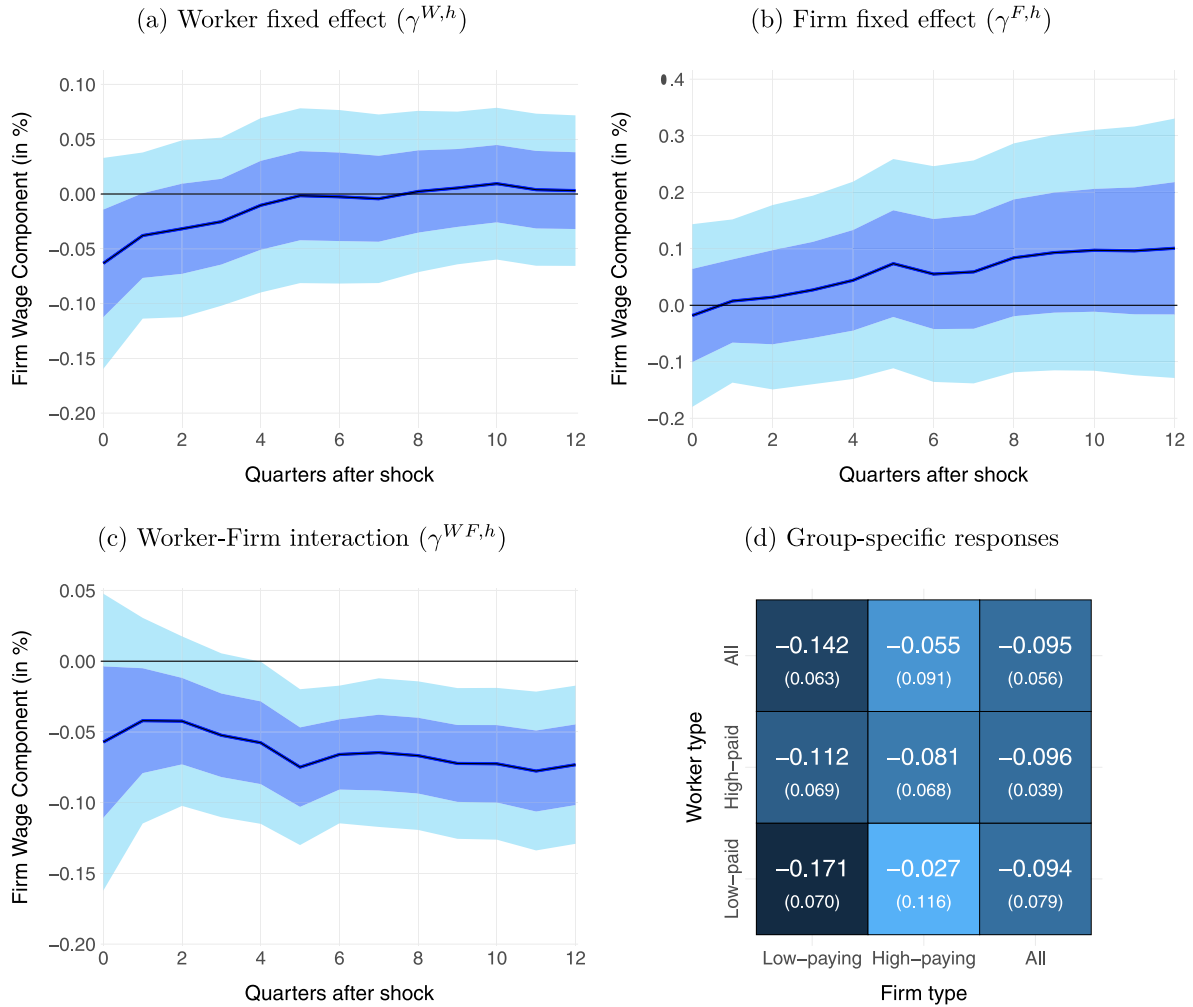 (a) Worker fixed effect (γ^{W,h})
Firm Wage Component (in %)
0.10
0.05
0.00
−0.05
−0.10
−0.15
−0.20
0 2 4 6 8 10 12
Quarters after shock
(b) Firm fixed effect (γ^{F,h})
Firm Wage Component (in %)
.4
0.3
0.2
0.1
0.0
−0.1
−0.2
0 2 4 6 8 10 12
Quarters after shock
(c) Worker-Firm interaction (γ^{WF,h})
Firm Wage Component (in %)
0.05
0.00
−0.05
−0.10
−0.15
−0.20
0 2 4 6 8 10 12
Quarters after shock
(d) Group-specific responses
Worker type
All
−0.142 −0.055 −0.095
(0.063) (0.091) (0.056)
High−paid
−0.112 −0.081 −0.096
(0.069) (0.068) (0.039)
Low−paid
−0.171 −0.027 −0.094
(0.070) (0.116) (0.079)
Low−paying High−paying All
Firm type